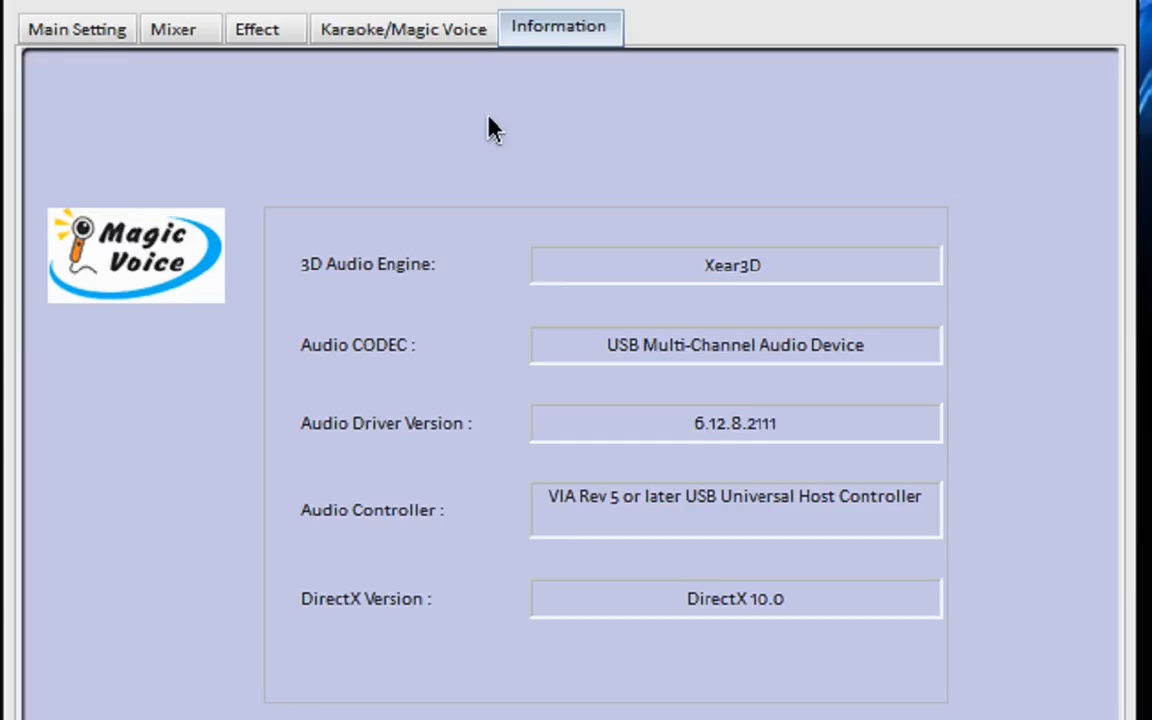 Main Setting
Mixer
Effect
Karaoke/Magic Voice
Information
Magic
Voice
3D Audio Engine:
Xear3D
Audio CODEC :
USB Multi-Channel Audio Device
Audio Driver Version :
6.12.8.2111
Audio Controller :
VIA Rev 5 or later USB Universal Host Controller
DirectX Version :
DirectX 10.0